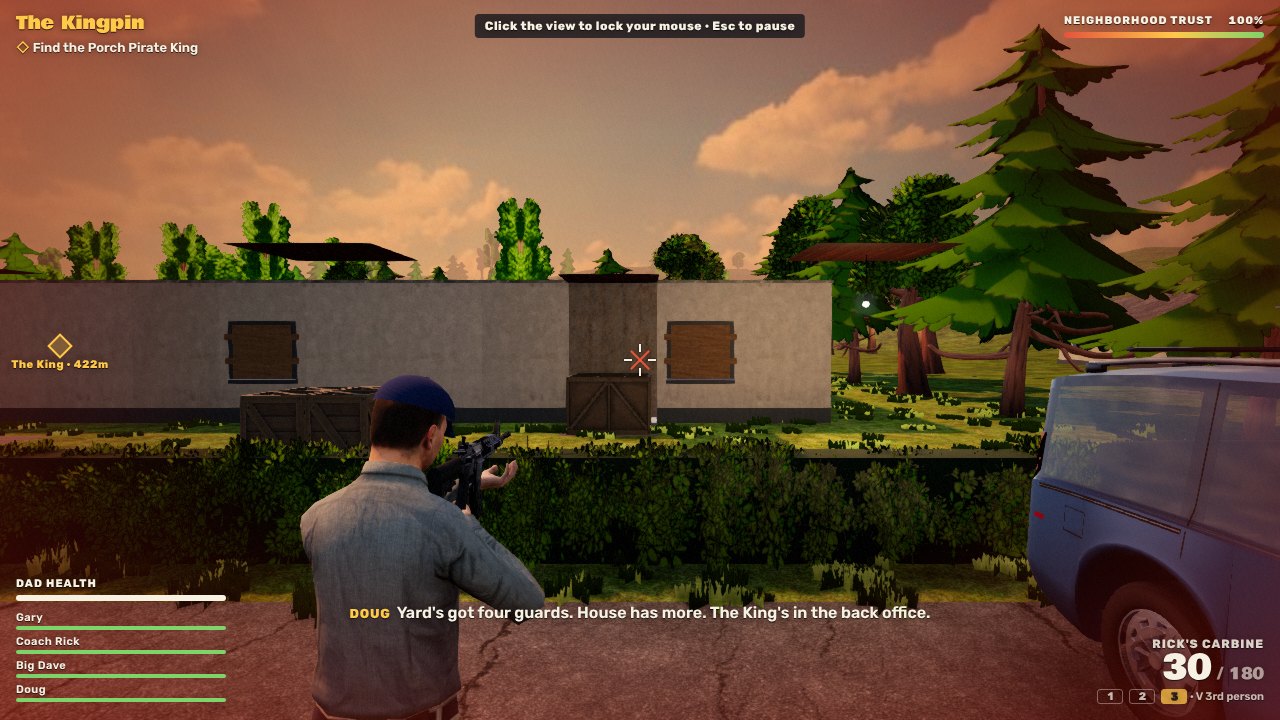 The Kingpin
Find the Porch Pirate King
Click the view to lock your mouse · Esc to pause
NEIGHBORHOOD TRUST 100%
The King · 422m
DOUG Yard's got four guards. House has more. The King's in the back office.
DAD HEALTH
Gary
Coach Rick
Big Dave
Doug
RICK'S CARBINE
30 / 180
1 2 3 · V 3rd person